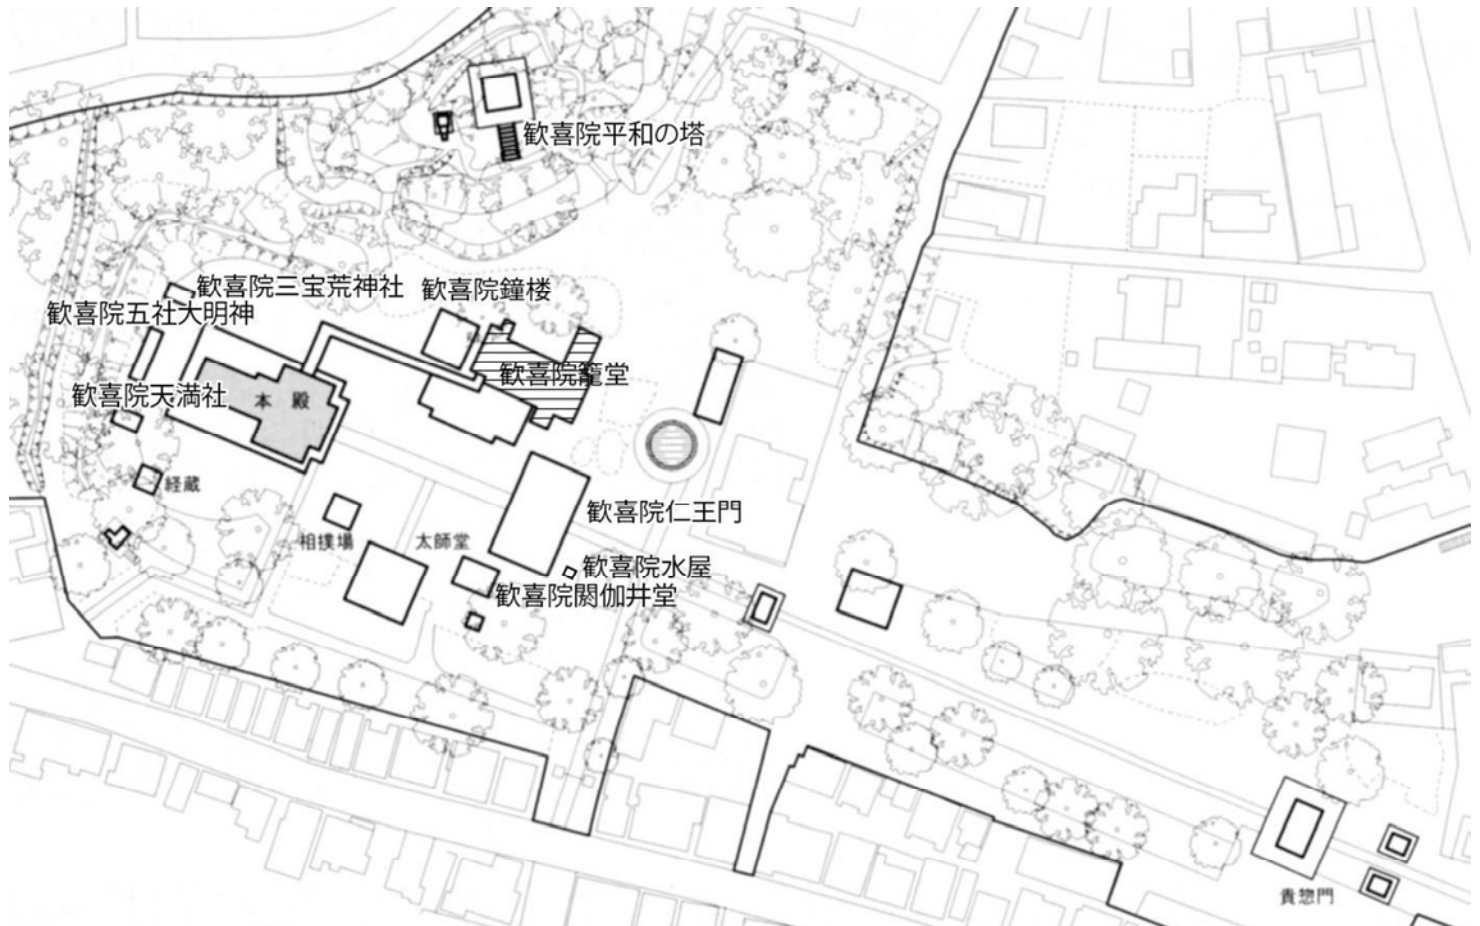 歓喜院平和の塔
歓喜院三宝荒神社
歓喜院鐘楼
歓喜院五社大明神
歓喜院籠堂
歓喜院天満社
本殿
経蔵
歓喜院仁王門
相撲場
太師堂
歓喜院水屋
歓喜院閼伽井堂
貴惣門